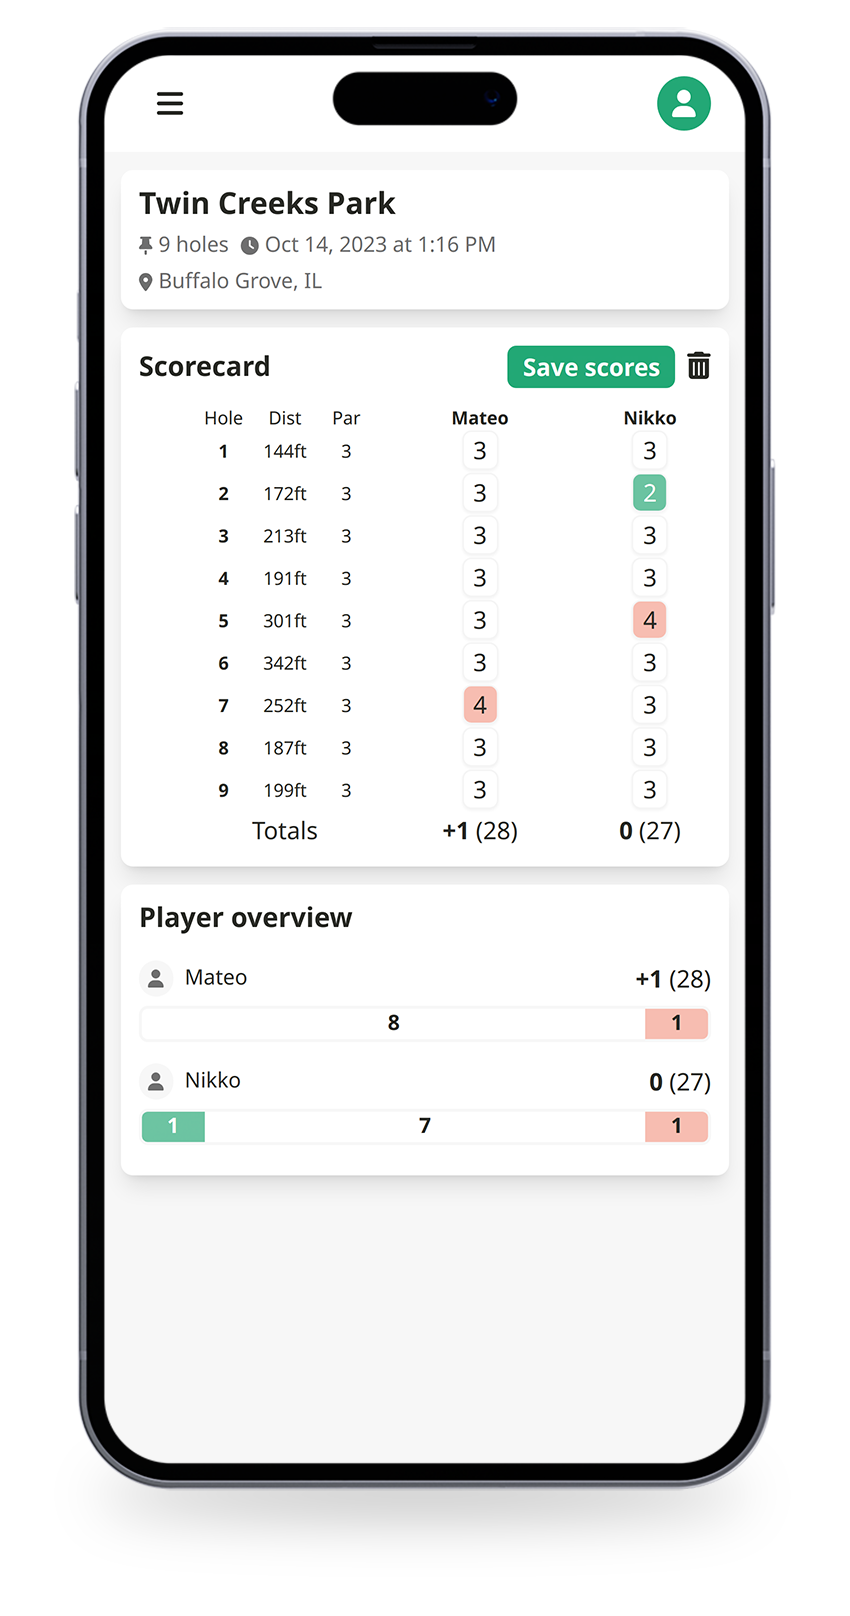 Twin Creeks Park
9 holes Oct 14, 2023 at 1:16 PM
Buffalo Grove, IL
Scorecard Save scores
Hole Dist Par Mateo Nikko
1 144ft 3 3 3
2 172ft 3 3 2
3 213ft 3 3 3
4 191ft 3 3 3
5 301ft 3 3 4
6 342ft 3 3 3
7 252ft 3 4 3
8 187ft 3 3 3
9 199ft 3 3 3
Totals +1 (28) 0 (27)
Player overview
Mateo +1 (28)
8 1
Nikko 0 (27)
1 7 1